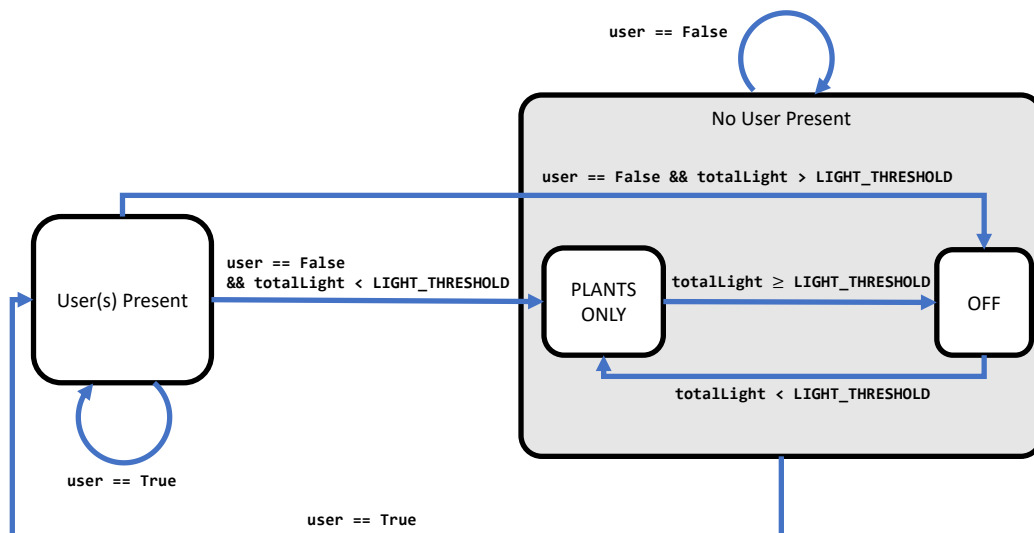 user == False
No User Present
user == False && totalLight > LIGHT_THRESHOLD
user == False
&& totalLight < LIGHT_THRESHOLD
User(s) Present
PLANTS
ONLY
totalLight ≥ LIGHT_THRESHOLD
OFF
totalLight < LIGHT_THRESHOLD
user == True
user == True